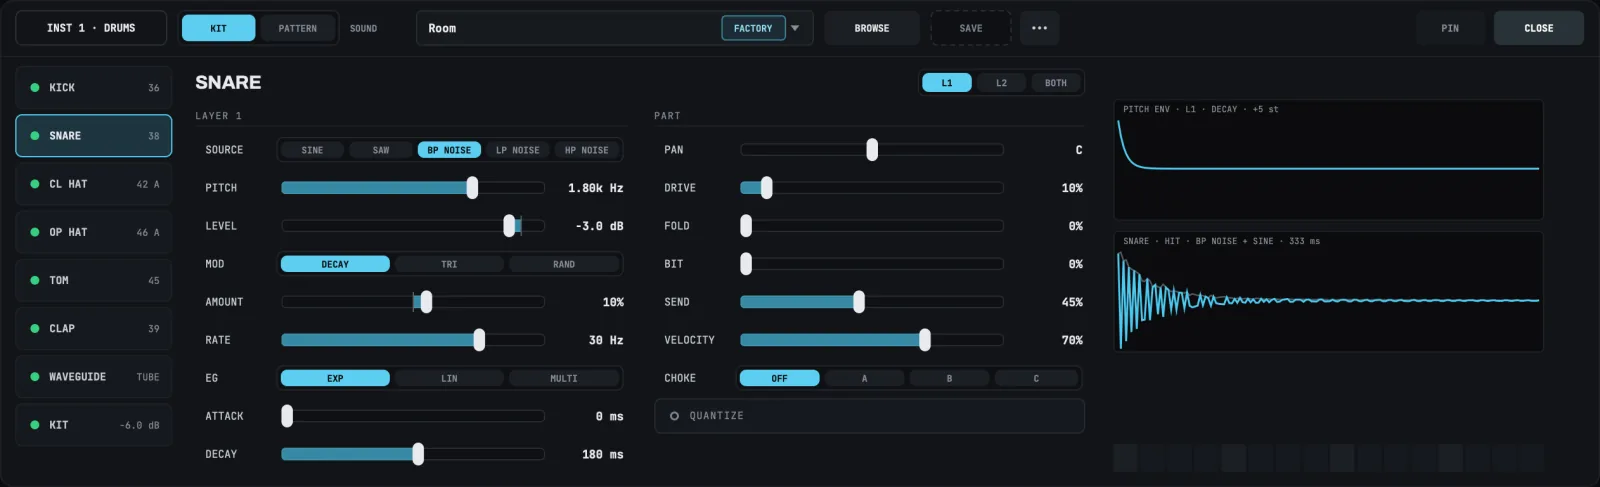 INST 1 · DRUMS KIT PATTERN SOUND Room FACTORY BROWSE SAVE ••• PIN CLOSE
KICK 36
SNARE 38
CL HAT 42 A
OP HAT 46 A
TOM 45
CLAP 39
WAVEGUIDE TUBE
KIT -6.0 dB
SNARE L1 L2 BOTH
LAYER 1
SOURCE SINE SAW BP NOISE LP NOISE HP NOISE
PITCH 1.80k Hz
LEVEL -3.0 dB
MOD DECAY TRI RAND
AMOUNT 10%
RATE 30 Hz
EG EXP LIN MULTI
ATTACK 0 ms
DECAY 180 ms
PART
PAN C
DRIVE 10%
FOLD 0%
BIT 0%
SEND 45%
VELOCITY 70%
CHOKE OFF A B C
QUANTIZE
PITCH ENV · L1 · DECAY · +5 st
SNARE · HIT · BP NOISE + SINE · 333 ms